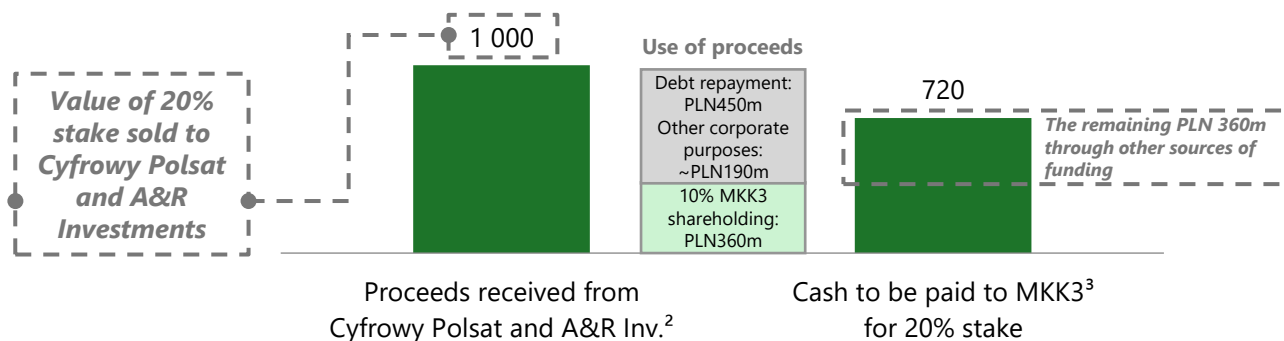 Value of 20%
stake sold to
Cyfrowy Polsat
and A&R
Investments
1 000
Use of proceeds
Debt repayment:
PLN450m
Other corporate
purposes:
~PLN190m
10% MKK3
shareholding:
PLN360m
720
The remaining PLN 360m
through other sources of
funding
Proceeds received from
Cyfrowy Polsat and A&R Inv.²
Cash to be paid to MKK3³
for 20% stake